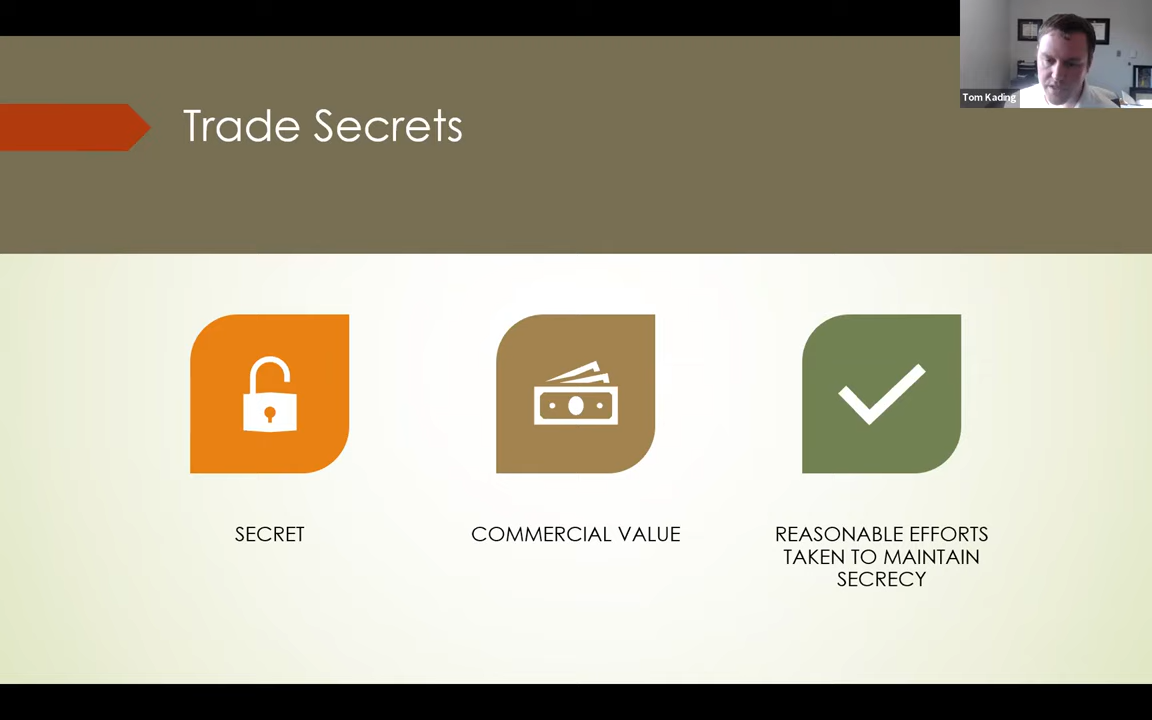 Tom Kading
Trade Secrets
SECRET
COMMERCIAL VALUE
REASONABLE EFFORTS
TAKEN TO MAINTAIN
SECRECY